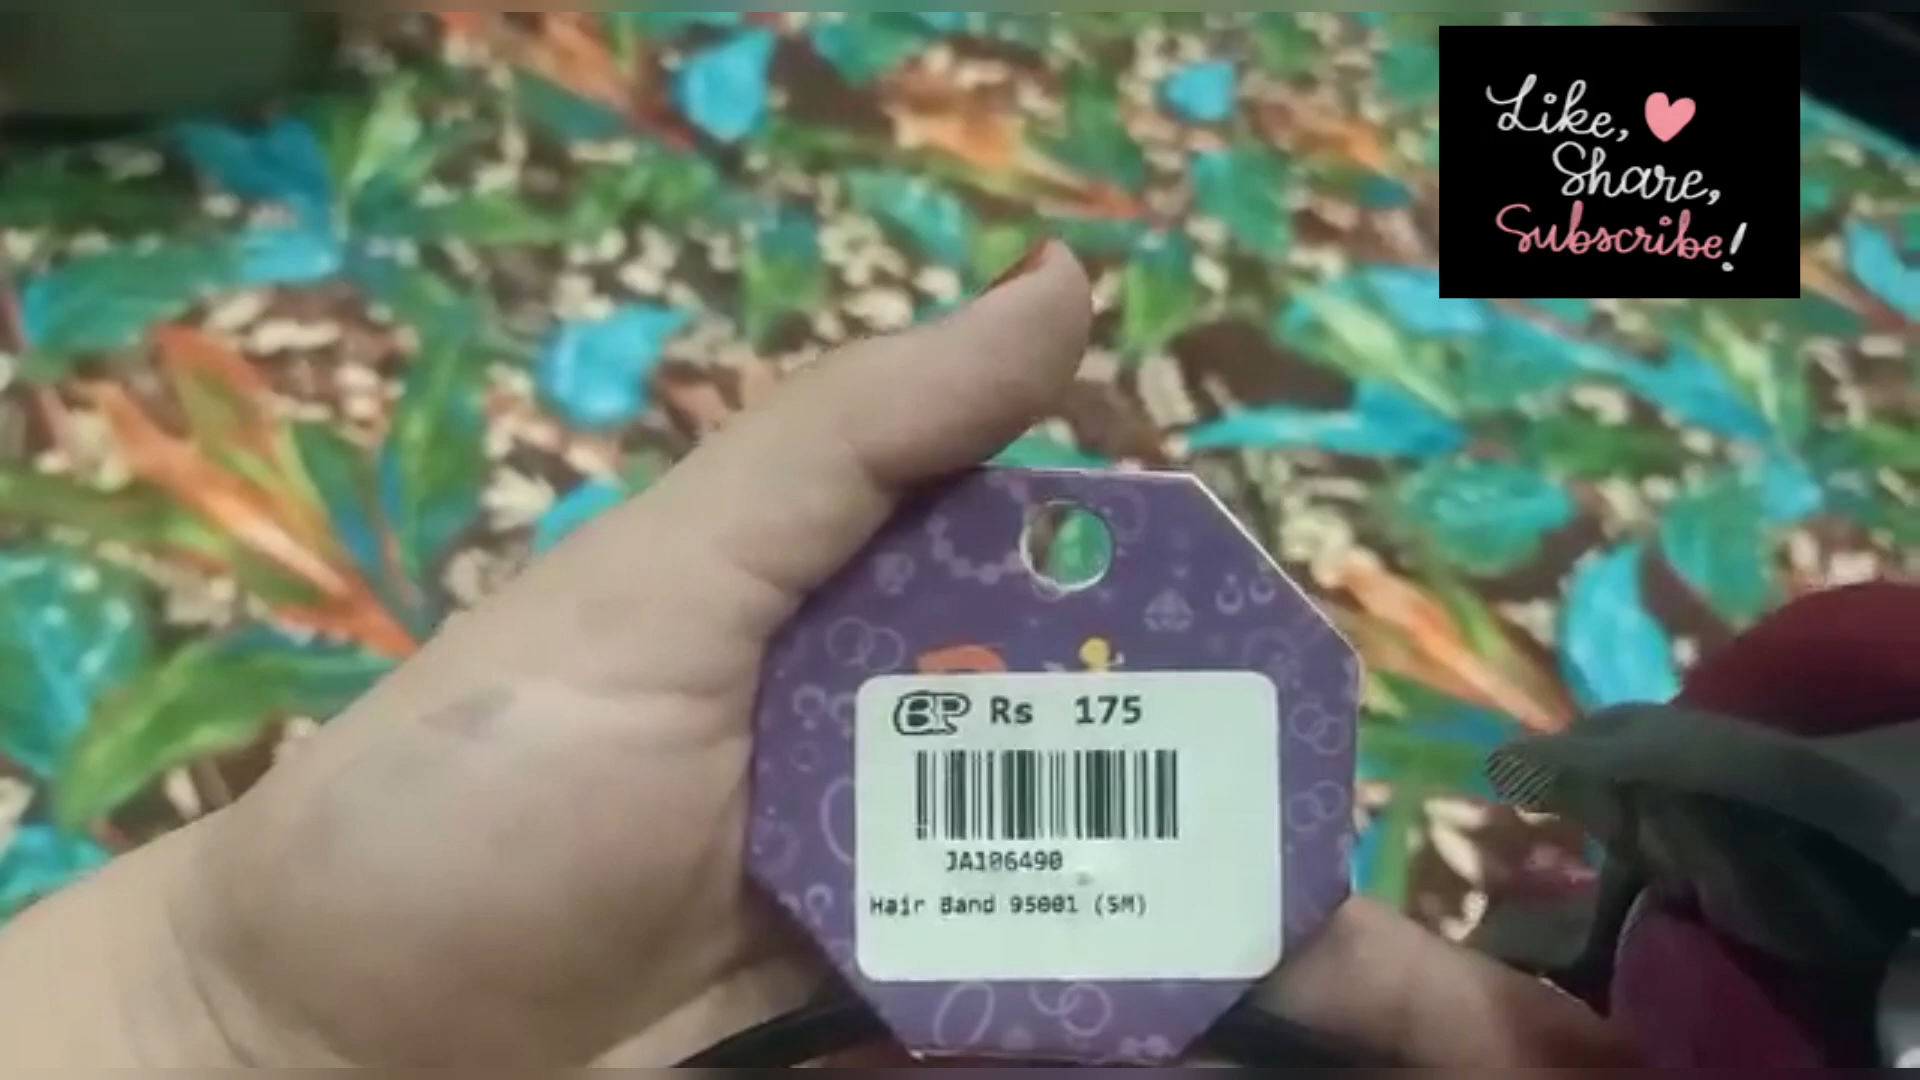 Like,
Share,
Subscribe!
BP Rs 175
JA106490
Hair Band 95001 (SM)